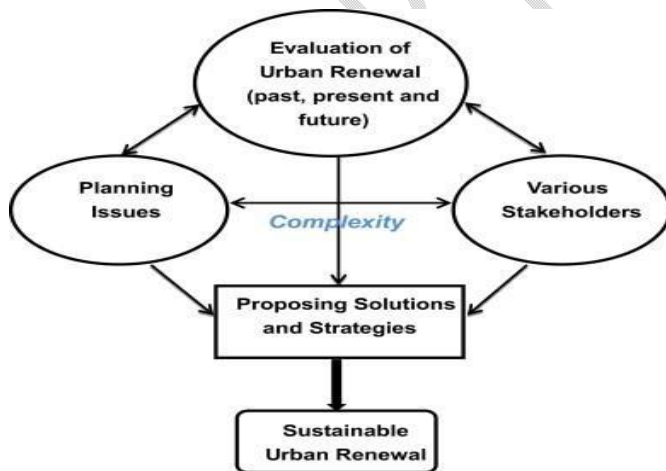 Evaluation of
Urban Renewal
(past, present and
future)
Planning
Issues
Various
Stakeholders
Complexity
Proposing Solutions
and Strategies
Sustainable
Urban Renewal